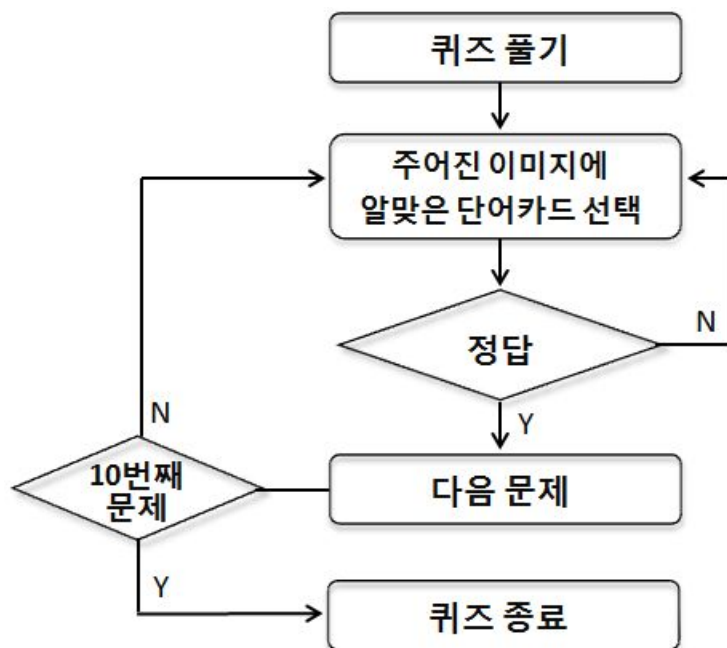 퀴즈 풀기
주어진 이미지에
알맞은 단어카드 선택
정답
N
Y
다음 문제
N
10번째
문제
Y
퀴즈 종료